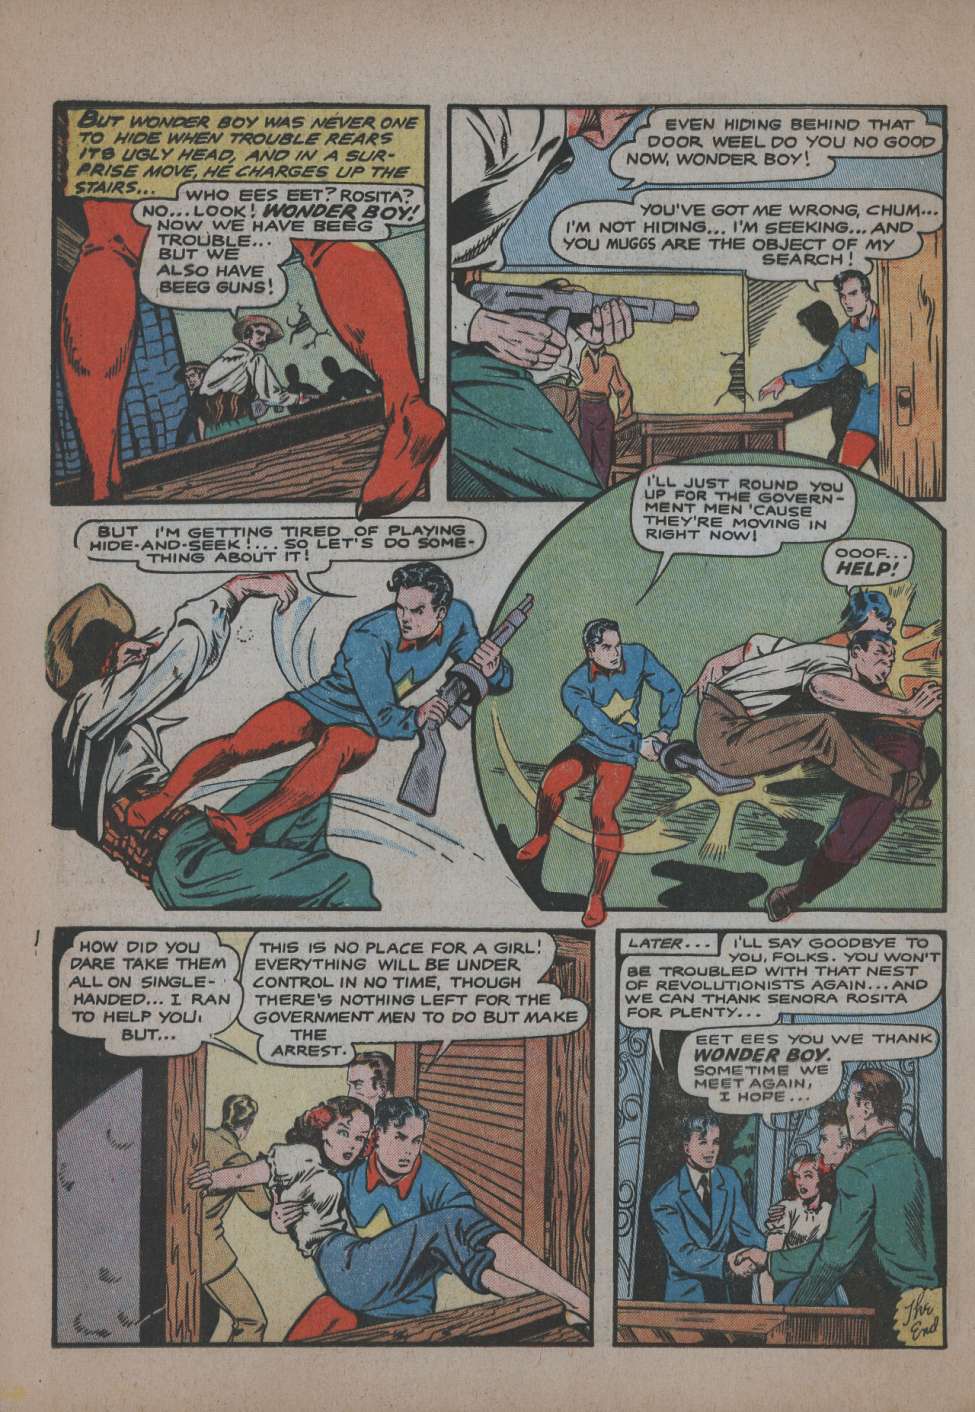 BUT WONDER BOY WAS NEVER ONE
TO HIDE WHEN TROUBLE REARS
ITS UGLY HEAD, AND IN A SUR-
PRISE MOVE, HE CHARGES UP THE
STAIRS...
WHO EES EET? ROSITA?
NO...LOOK! WONDER BOY!
NOW WE HAVE BEEG
TROUBLE...
BUT WE
ALSO HAVE
BEEG GUNS!
EVEN HIDING BEHIND THAT
DOOR WEEL DO YOU NO GOOD
NOW, WONDER BOY!
YOU'VE GOT ME WRONG, CHUM...
I'M NOT HIDING... I'M SEEKING... AND
YOU MUGGS ARE THE OBJECT OF MY
SEARCH!
BUT I'M GETTING TIRED OF PLAYING
HIDE-AND-SEEK!... SO LET'S DO SOME-
THING ABOUT IT!
I'LL JUST ROUND YOU
UP FOR THE GOVERN-
MENT MEN 'CAUSE
THEY'RE MOVING IN
RIGHT NOW!
OOOF...
HELP!
HOW DID YOU
DARE TAKE THEM
ALL ON SINGLE-
HANDED... I RAN
TO HELP YOU,
BUT...
THIS IS NO PLACE FOR A GIRL!
EVERYTHING WILL BE UNDER
CONTROL IN NO TIME, THOUGH
THERE'S NOTHING LEFT FOR THE
GOVERNMENT MEN TO DO BUT MAKE
THE
ARREST.
LATER...
I'LL SAY GOODBYE TO
YOU, FOLKS. YOU WON'T
BE TROUBLED WITH THAT NEST
OF REVOLUTIONISTS AGAIN... AND
WE CAN THANK SENORA ROSITA
FOR PLENTY...
EET EES YOU WE THANK
WONDER BOY.
SOMETIME WE
MEET AGAIN,
I HOPE...
The
End